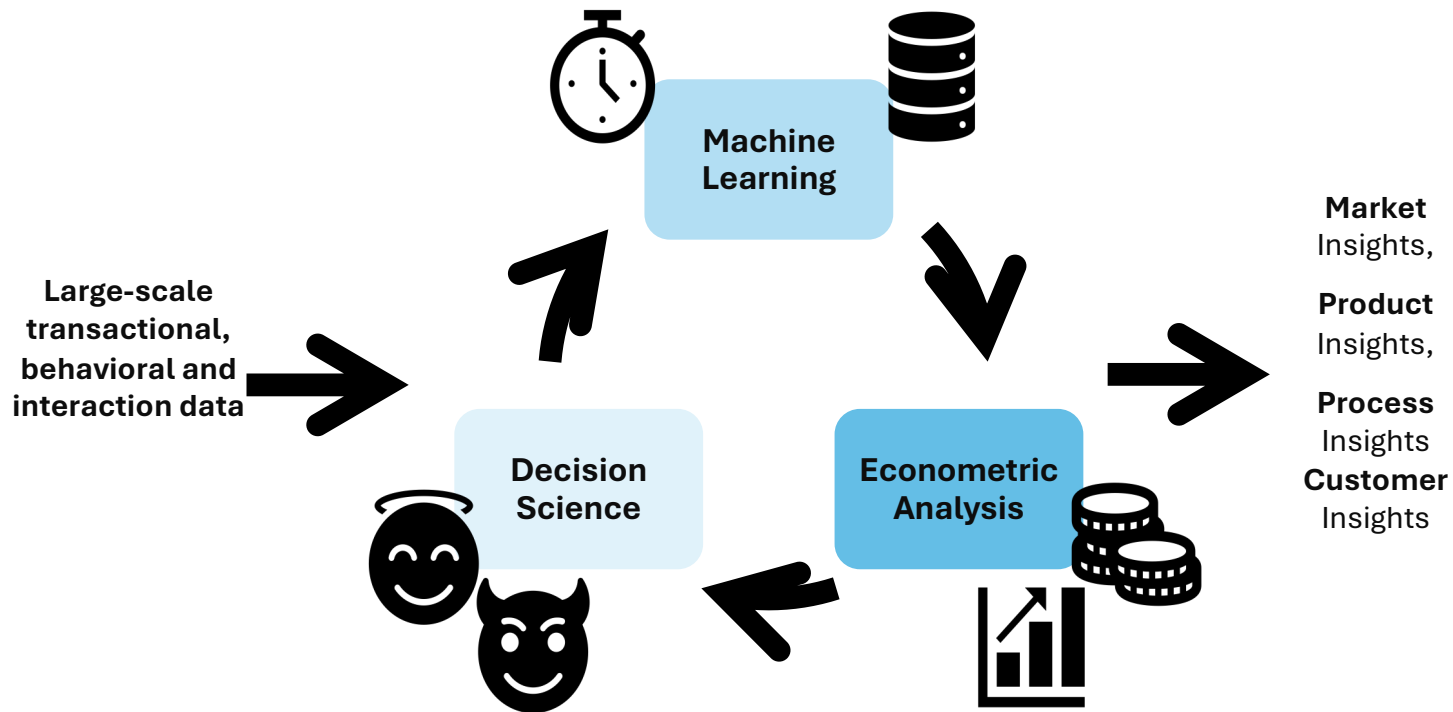 Machine
Learning
Large-scale
transactional,
behavioral and
interaction data
Decision
Science
Econometric
Analysis
Market
Insights,
Product
Insights,
Process
Insights
Customer
Insights